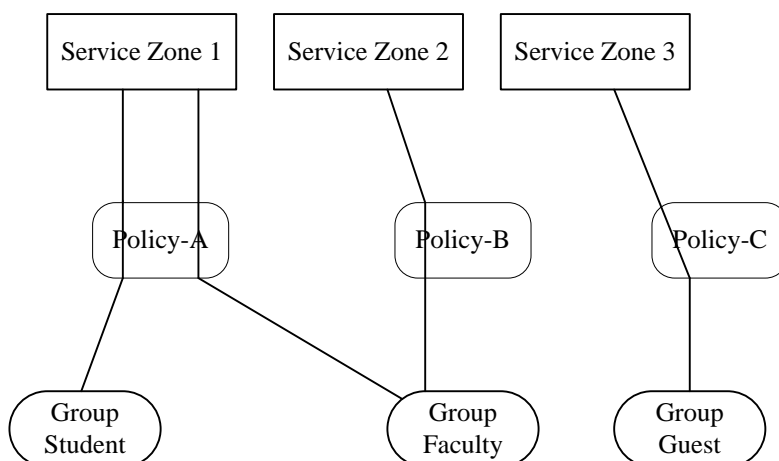 Service Zone 1
Service Zone 2
Service Zone 3
Policy-A
Policy-B
Policy-C
Group
Student
Group
Faculty
Group
Guest